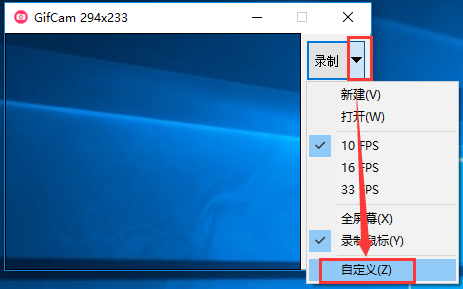 GifCam 294x233
录制
新建(V)
打开(W)
10 FPS
16 FPS
33 FPS
全屏幕(X)
录制鼠标(Y)
自定义(Z)